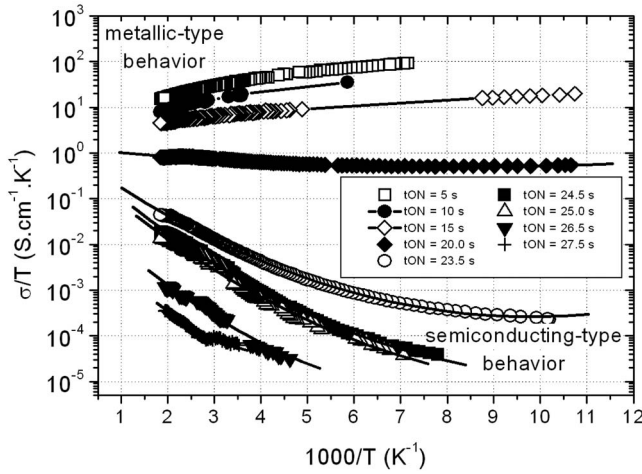 metallic-type
behavior
10³
10²
10¹
10⁰
10⁻¹
10⁻²
10⁻³
10⁻⁴
10⁻⁵
σ/T (S.cm⁻¹.K⁻¹)
tON = 5 s
tON = 10 s
tON = 15 s
tON = 20.0 s
tON = 23.5 s
tON = 24.5 s
tON = 25.0 s
tON = 26.5 s
tON = 27.5 s
semiconducting-type
behavior
1 2 3 4 5 6 7 8 9 10 11 12
1000/T (K⁻¹)